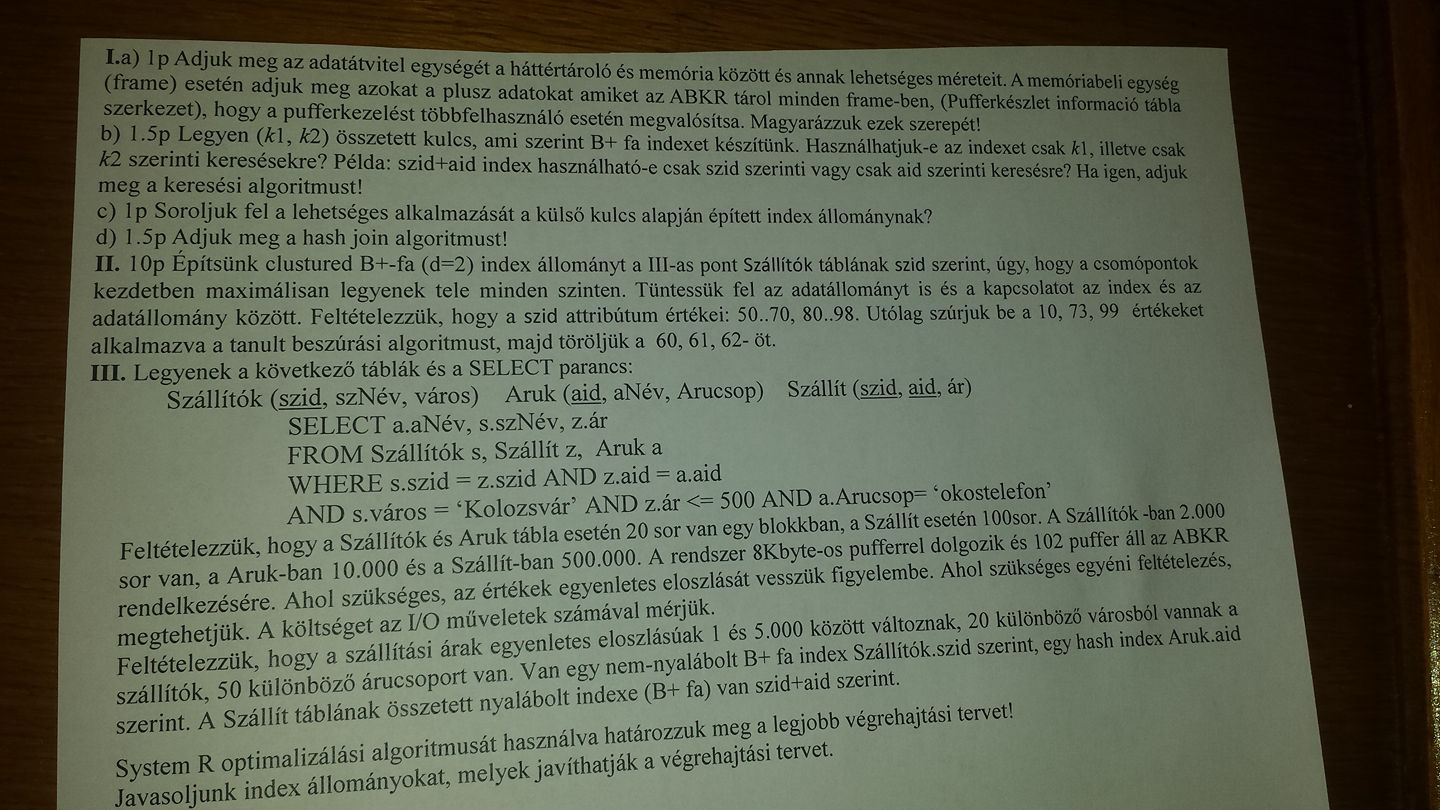 I.a) 1p Adjuk meg az adatátvitel egységét a háttértároló és memória között és annak lehetséges méreteit. A memóriabeli egység
(frame) esetén adjuk meg azokat a plusz adatokat amiket az ABKR tárol minden frame-ben, (Pufferkészlet információ tábla
szerkezet), hogy a pufferkezelést többfelhasználó esetén megvalósítsa. Magyarázzuk ezek szerepét!
b) 1.5p Legyen (k1, k2) összetett kulcs, ami szerint B+ fa indexet készítünk. Használhatjuk-e az indexet csak k1, illetve csak
k2 szerinti keresésekre? Példa: szid+aid index használható-e csak szid szerinti vagy csak aid szerinti keresésre? Ha igen, adjuk
meg a keresési algoritmust!
c) 1p Soroljuk fel a lehetséges alkalmazását a külső kulcs alapján épített index állománynak?
d) 1.5p Adjuk meg a hash join algoritmust!
II. 10p Építsünk clustured B+-fa (d=2) index állományt a III-as pont Szállítók táblának szid szerint, úgy, hogy a csomópontok
kezdetben maximálisan legyenek tele minden szinten. Tüntessük fel az adatállományt is és a kapcsolatot az index és az
adatállomány között. Feltételezzük, hogy a szid attribútum értékei: 50..70, 80..98. Utólag szúrjuk be a 10, 73, 99 értékeket
alkalmazva a tanult beszúrási algoritmust, majd töröljük a 60, 61, 62- öt.
III. Legyenek a következő táblák és a SELECT parancs:
Szállítók (szid, szNév, város) Aruk (aid, aNév, Arucsop) Szállít (szid, aid, ár)
SELECT a.aNév, s.szNév, z.ár
FROM Szállítók s, Szállít z, Aruk a
WHERE s.szid = z.szid AND z.aid = a.aid
AND s.város = ‘Kolozsvár’ AND z.ár <= 500 AND a.Arucsop= ‘okostelefon’
Feltételezzük, hogy a Szállítók és Aruk tábla esetén 20 sor van egy blokkban, a Szállít esetén 100sor. A Szállítók -ban 2.000
sor van, a Aruk-ban 10.000 és a Szállít-ban 500.000. A rendszer 8Kbyte-os pufferrel dolgozik és 102 puffer áll az ABKR
rendelkezésére. Ahol szükséges, az értékek egyenletes eloszlását vesszük figyelembe. Ahol szükséges egyéni feltételezés,
megtehetjük. A költséget az I/O műveletek számával mérjük.
Feltételezzük, hogy a szállítási árak egyenletes eloszlásúak 1 és 5.000 között változnak, 20 különböző városból vannak a
szállítók, 50 különböző árucsoport van. Van egy nem-nyalábolt B+ fa index Szállítók.szid szerint, egy hash index Aruk.aid
szerint. A Szállít táblának összetett nyalábolt indexe (B+ fa) van szid+aid szerint.
System R optimalizálási algoritmusát használva határozzuk meg a legjobb végrehajtási tervet!
Javasoljunk index állományokat, melyek javíthatják a végrehajtási tervet.